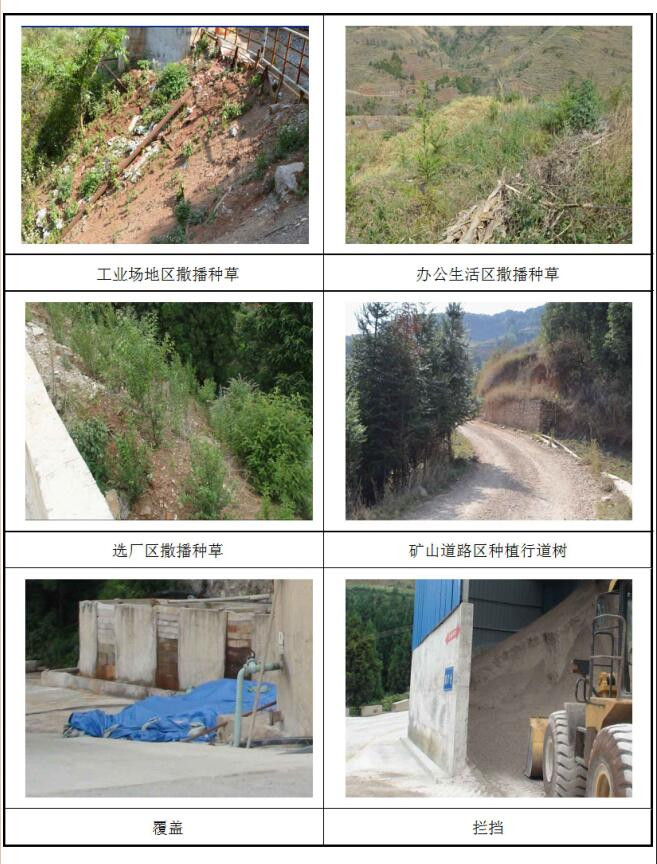 工业场地区撒播种草
办公生活区撒播种草
选厂区撒播种草
矿山道路区种植行道树
覆盖
拦挡